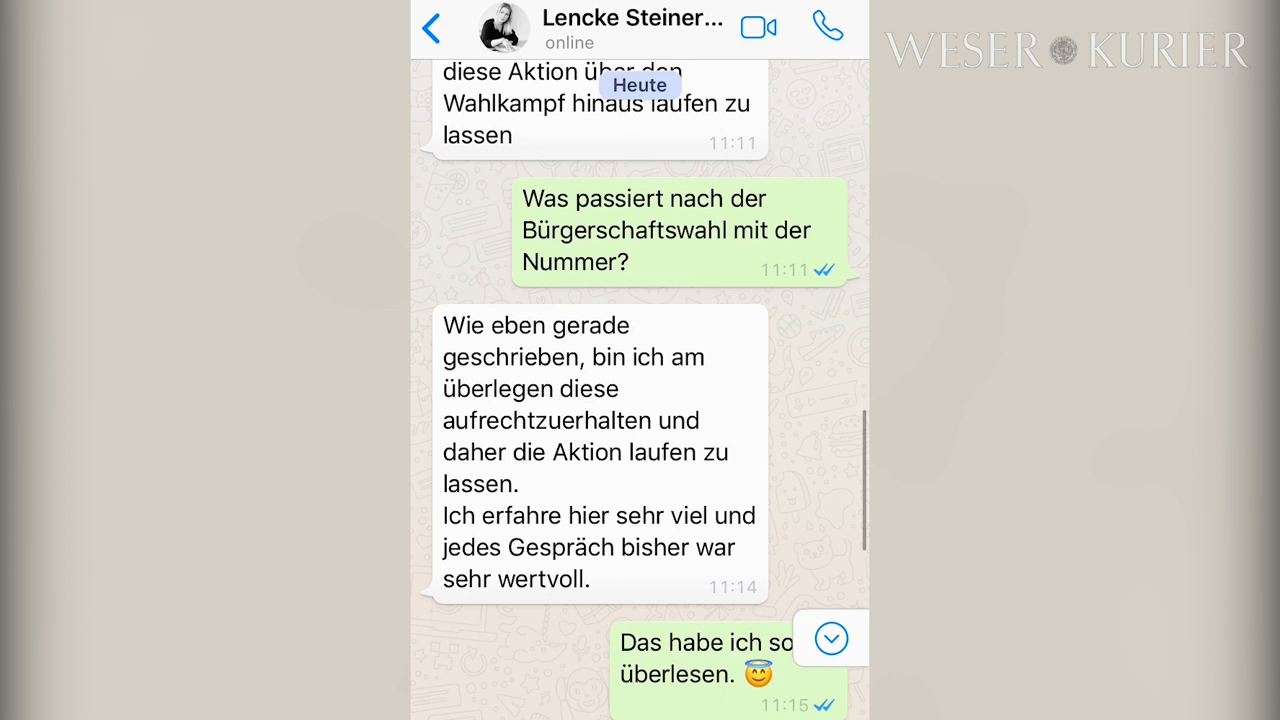 Lencke Steiner...
online
WESER KURIER
diese Aktion über den
Heute
Wahlkampf hinaus laufen zu
lassen
11:11
Was passiert nach der
Bürgerschaftswahl mit der
Nummer?
11:11
Wie eben gerade
geschrieben, bin ich am
überlegen diese
aufrechtzuerhalten und
daher die Aktion laufen zu
lassen.
Ich erfahre hier sehr viel und
jedes Gespräch bisher war
sehr wertvoll.
11:14
Das habe ich so
überlesen. 😇
11:15